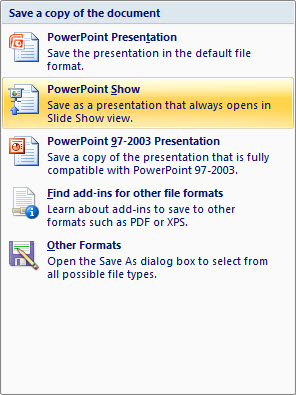 Save a copy of the document
PowerPoint Presentation
Save the presentation in the default file
format.
PowerPoint Show
Save as a presentation that always opens in
Slide Show view.
PowerPoint 97-2003 Presentation
Save a copy of the presentation that is fully
compatible with PowerPoint 97-2003.
Find add-ins for other file formats
Learn about add-ins to save to other
formats such as PDF or XPS.
Other Formats
Open the Save As dialog box to select from
all possible file types.